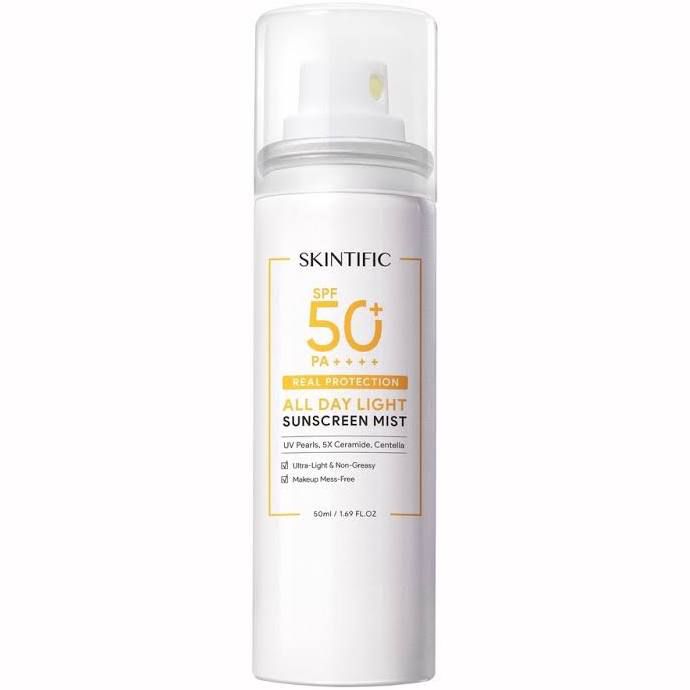 SKINTIFIC
SPF
50+
PA ++++
REAL PROTECTION
ALL DAY LIGHT
SUNSCREEN MIST
UV Pearls, 5X Ceramide, Centella
☑ Ultra-Light & Non-Greasy
☑ Makeup Mess-Free
50ml / 1.69 FL.OZ